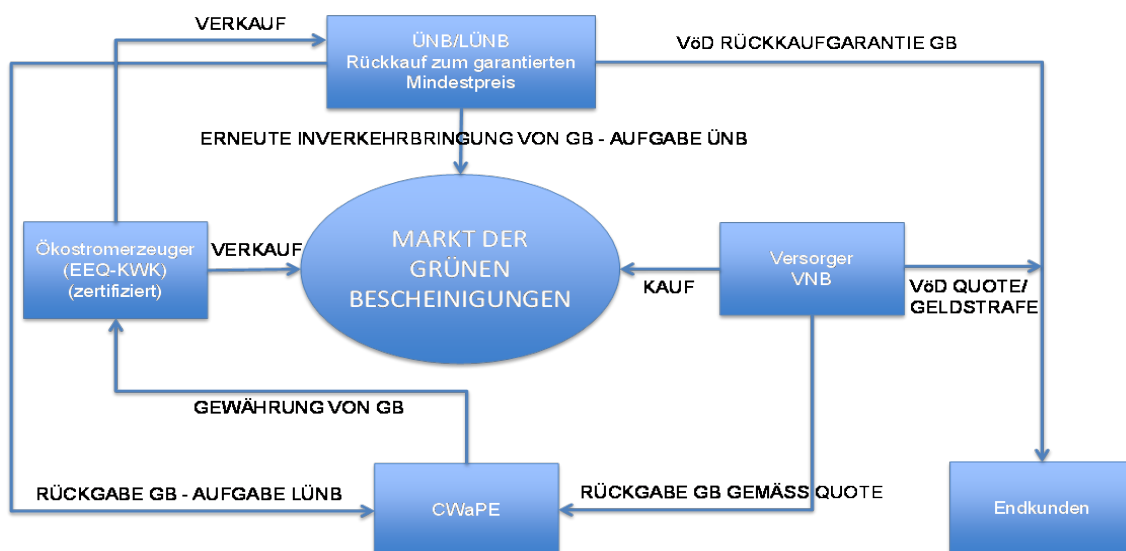 VERKAUF
ÜNB/LÜNB
Rückkauf zum garantierten
Mindestpreis
VöD RÜCKKAUFGARANTIE GB
ERNEUTE INVERKEHRBRINGUNG VON GB - AUFGABE ÜNB
Ökostromerzeuger
(EEQ-KWK)
(zertifiziert)
VERKAUF
MARKT DER
GRÜNEN
BESCHEINIGUNGEN
KAUF
Versorger
VNB
VöD QUOTE/
GELDSTRAFE
GEWÄHRUNG VON GB
RÜCKGABE GB - AUFGABE LÜNB
CWaPE
RÜCKGABE GB GEMÄSS QUOTE
Endkunden